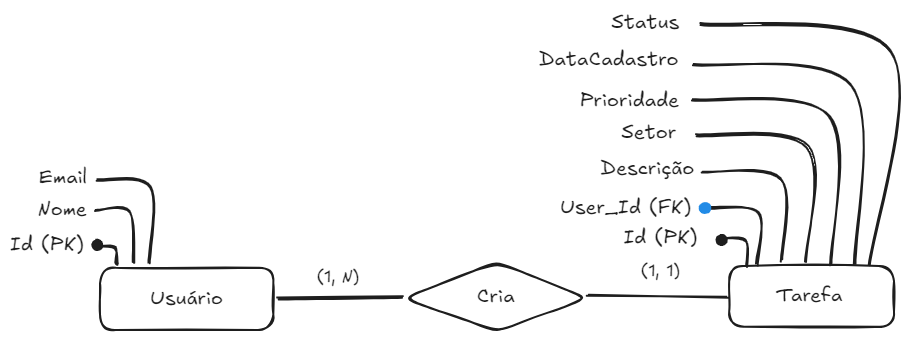 Status
DataCadastro
Prioridade
Setor
Descrição
User_Id (FK)
Id (PK)
Email
Nome
Id (PK)
Usuário
(1, N)
Cria
(1, 1)
Tarefa